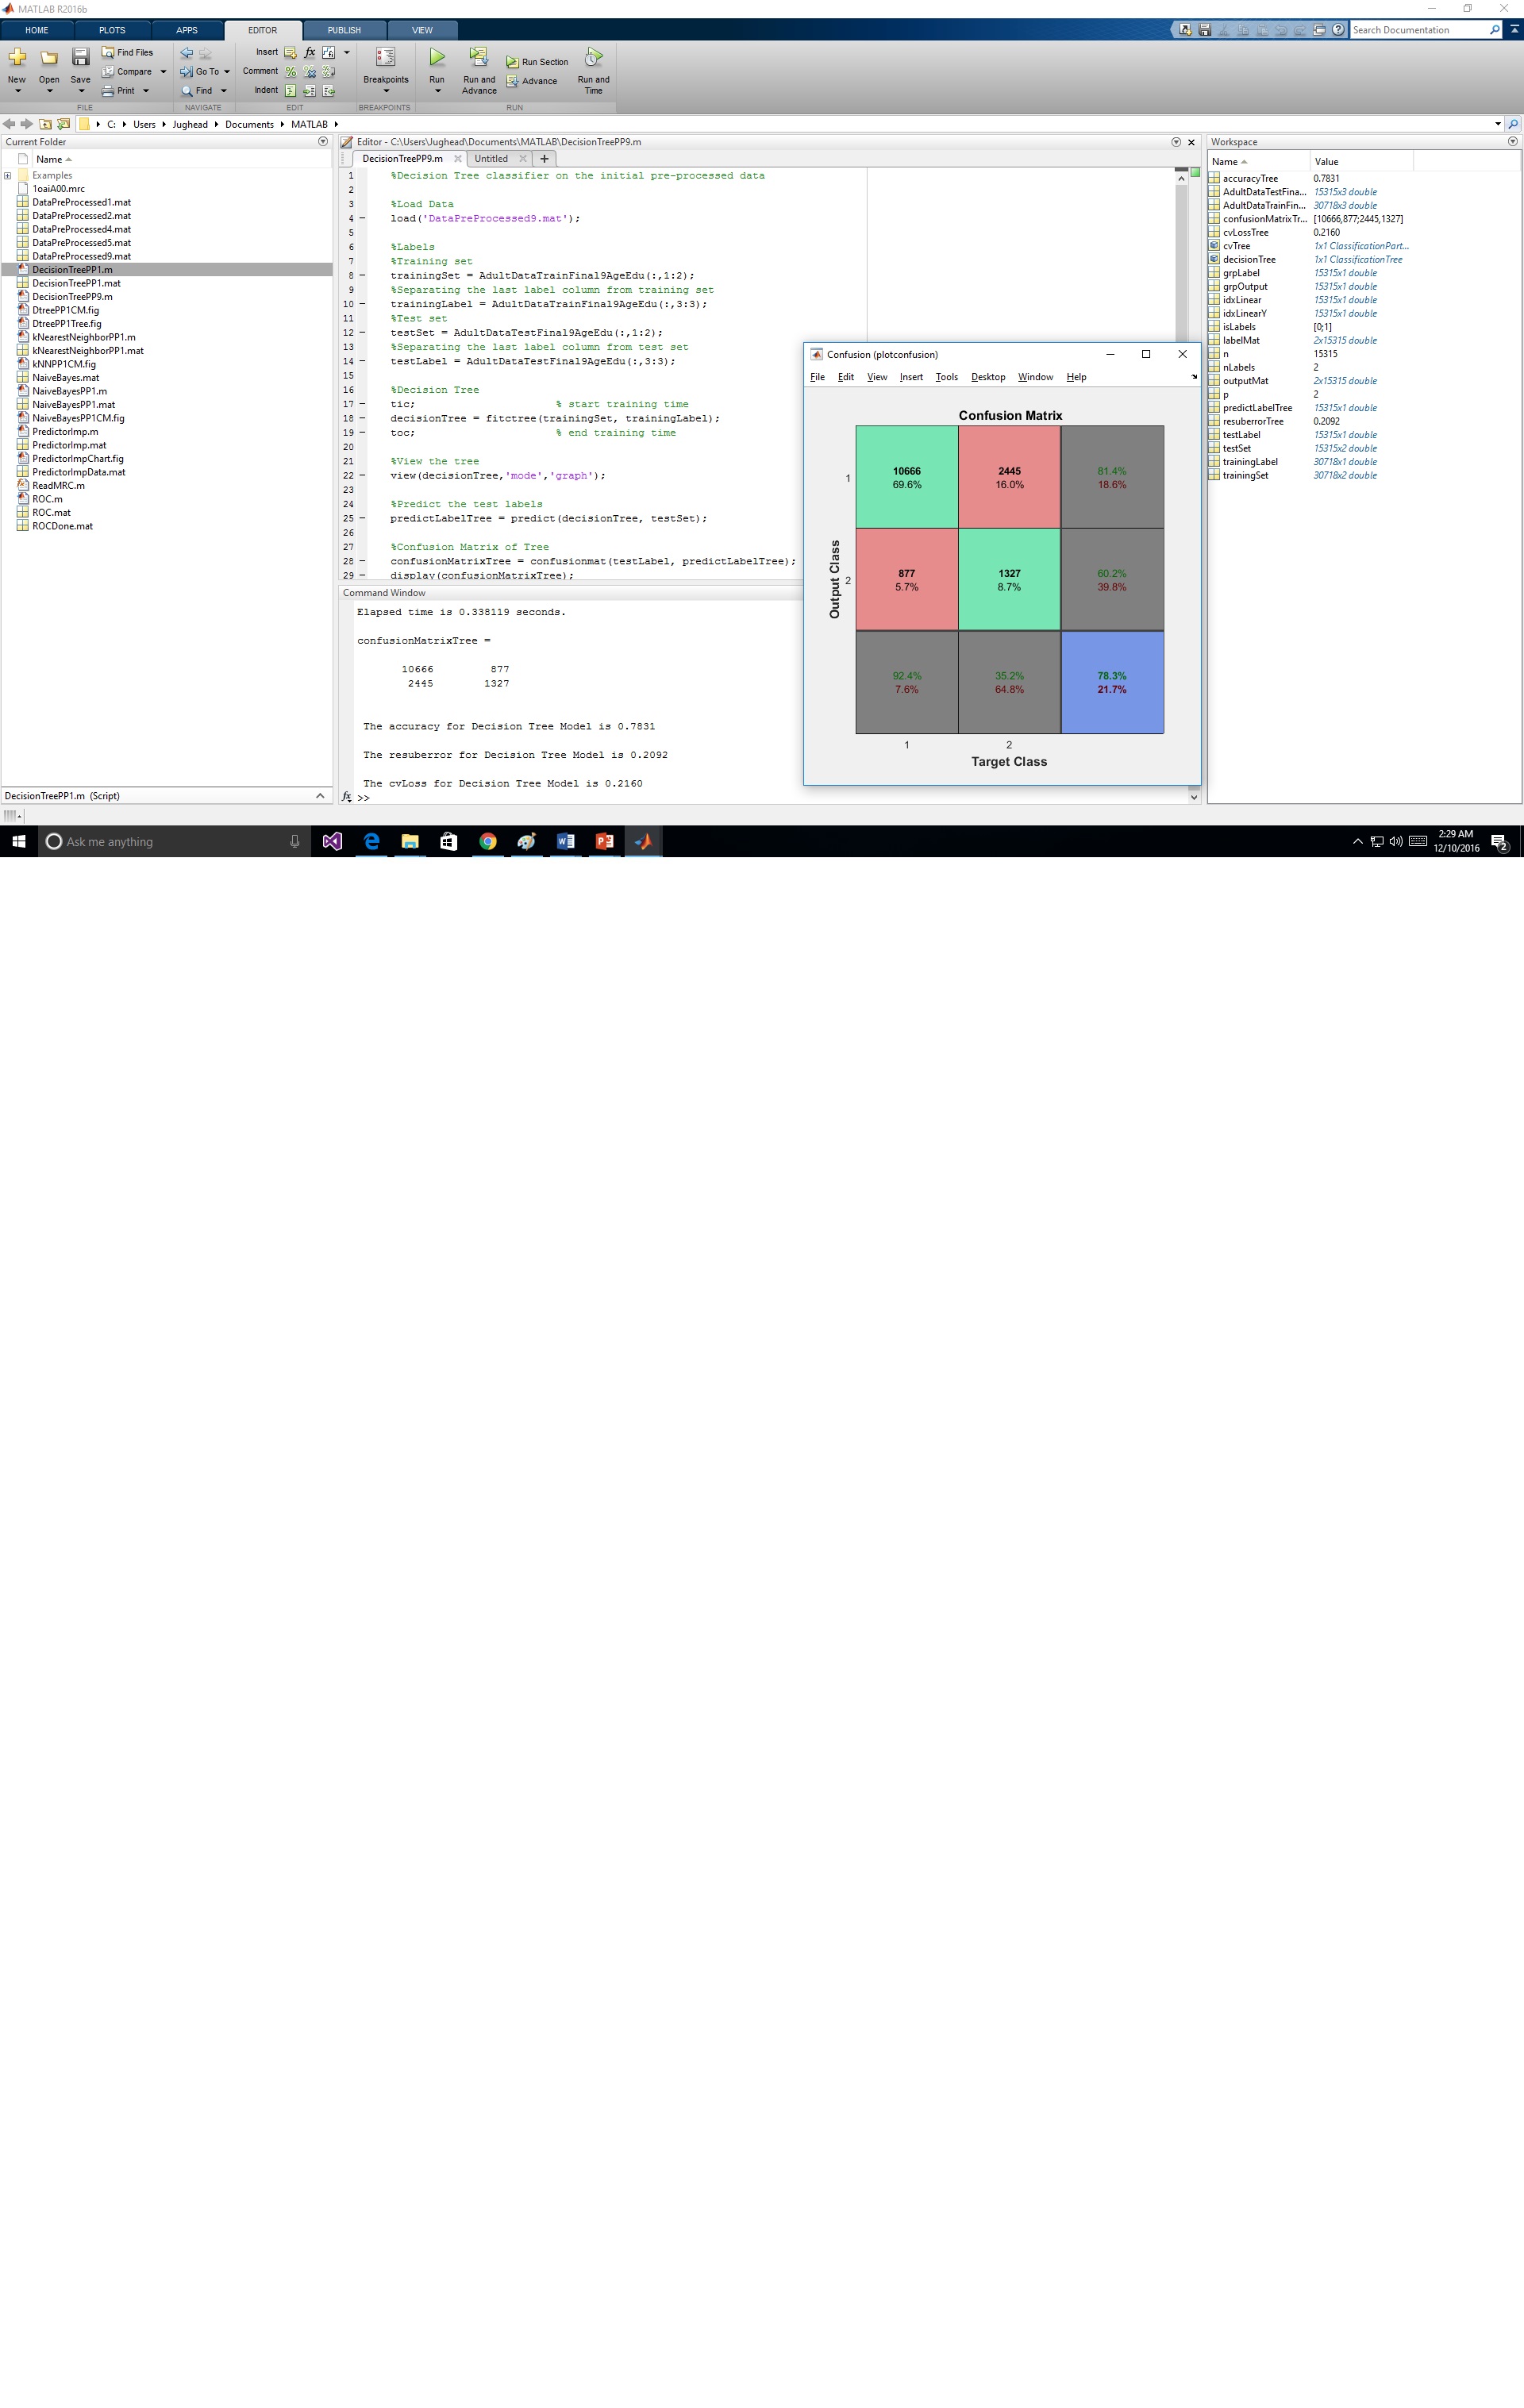 MATLAB R2016b
HOME PLOTS APPS EDITOR PUBLISH VIEW
Search Documentation
New Open Save
Find Files
Compare
Print
Go To
Find
Insert
Comment
Indent
Breakpoints
Run
Run and Advance
Run Section
Advance
Run and Time
FILE NAVIGATE EDIT BREAKPOINTS RUN
C: Users Jughead Documents MATLAB
Current Folder
Name
Examples
1oaiA00.mrc
DataPreProcessed1.mat
DataPreProcessed2.mat
DataPreProcessed4.mat
DataPreProcessed5.mat
DataPreProcessed9.mat
DecisionTreePP1.m
DecisionTreePP1.mat
DecisionTreePP9.m
DtreePP1CM.fig
DtreePP1Tree.fig
kNearestNeighborPP1.m
kNearestNeighborPP1.mat
kNNPP1CM.fig
NaiveBayes.mat
NaiveBayesPP1.m
NaiveBayesPP1.mat
NaiveBayesPP1CM.fig
PredictorImp.m
PredictorImp.mat
PredictorImpChart.fig
PredictorImpData.mat
ReadMRC.m
ROC.m
ROC.mat
ROCDone.mat
DecisionTreePP1.m (Script)
Editor - C:\Users\Jughead\Documents\MATLAB\DecisionTreePP9.m
DecisionTreePP9.m Untitled
1 %Decision Tree classifier on the initial pre-processed data
2
3 %Load Data
4 load('DataPreProcessed9.mat');
5
6 %Labels
7 %Training set
8 trainingSet = AdultDataTrainFinal9AgeEdu(:,1:2);
9 %Separating the last label column from training set
10 trainingLabel = AdultDataTrainFinal9AgeEdu(:,3:3);
11 %Test set
12 testSet = AdultDataTestFinal9AgeEdu(:,1:2);
13 %Separating the last label column from test set
14 testLabel = AdultDataTestFinal9AgeEdu(:,3:3);
15
16 %Decision Tree
17 tic; % start training time
18 decisionTree = fitctree(trainingSet, trainingLabel);
19 toc; % end training time
20
21 %View the tree
22 view(decisionTree,'mode','graph');
23
24 %Predict the test labels
25 predictLabelTree = predict(decisionTree, testSet);
26
27 %Confusion Matrix of Tree
28 confusionMatrixTree = confusionmat(testLabel, predictLabelTree);
29 display(confusionMatrixTree);
Command Window
Elapsed time is 0.338119 seconds.
confusionMatrixTree =
10666 877
2445 1327
The accuracy for Decision Tree Model is 0.7831
The resuberror for Decision Tree Model is 0.2092
The cvLoss for Decision Tree Model is 0.2160
fx >>
Confusion (plotconfusion)
File Edit View Insert Tools Desktop Window Help
Confusion Matrix
Output Class
1
10666 2445 81.4%
69.6% 16.0% 18.6%
2
877 1327 60.2%
5.7% 8.7% 39.8%
92.4% 35.2% 78.3%
7.6% 64.8% 21.7%
1 2
Target Class
Workspace
Name Value
accuracyTree 0.7831
AdultDataTestFina... 15315x3 double
AdultDataTrainFin... 30718x3 double
confusionMatrixTr... [10666,877;2445,1327]
cvLossTree 0.2160
cvTree 1x1 ClassificationPart...
decisionTree 1x1 ClassificationTree
grpLabel 15315x1 double
grpOutput 15315x1 double
idxLinear 15315x1 double
idxLinearY 15315x1 double
isLabels [0;1]
labelMat 2x15315 double
n 15315
nLabels 2
outputMat 2x15315 double
p 2
predictLabelTree 15315x1 double
resuberrorTree 0.2092
testLabel 15315x1 double
testSet 15315x2 double
trainingLabel 30718x1 double
trainingSet 30718x2 double
Ask me anything
2:29 AM
12/10/2016
2